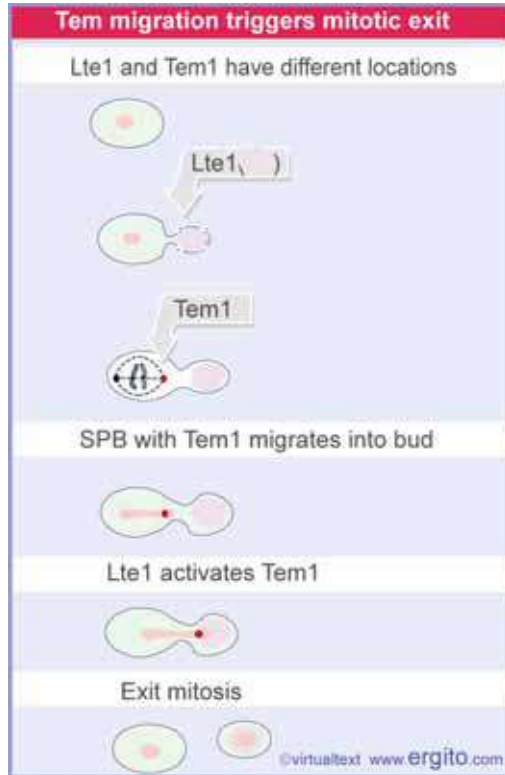 Tem migration triggers mitotic exit
Lte1 and Tem1 have different locations
Lte1( )
Tem1
SPB with Tem1 migrates into bud
Lte1 activates Tem1
Exit mitosis
©virtualtext www.ergito.com